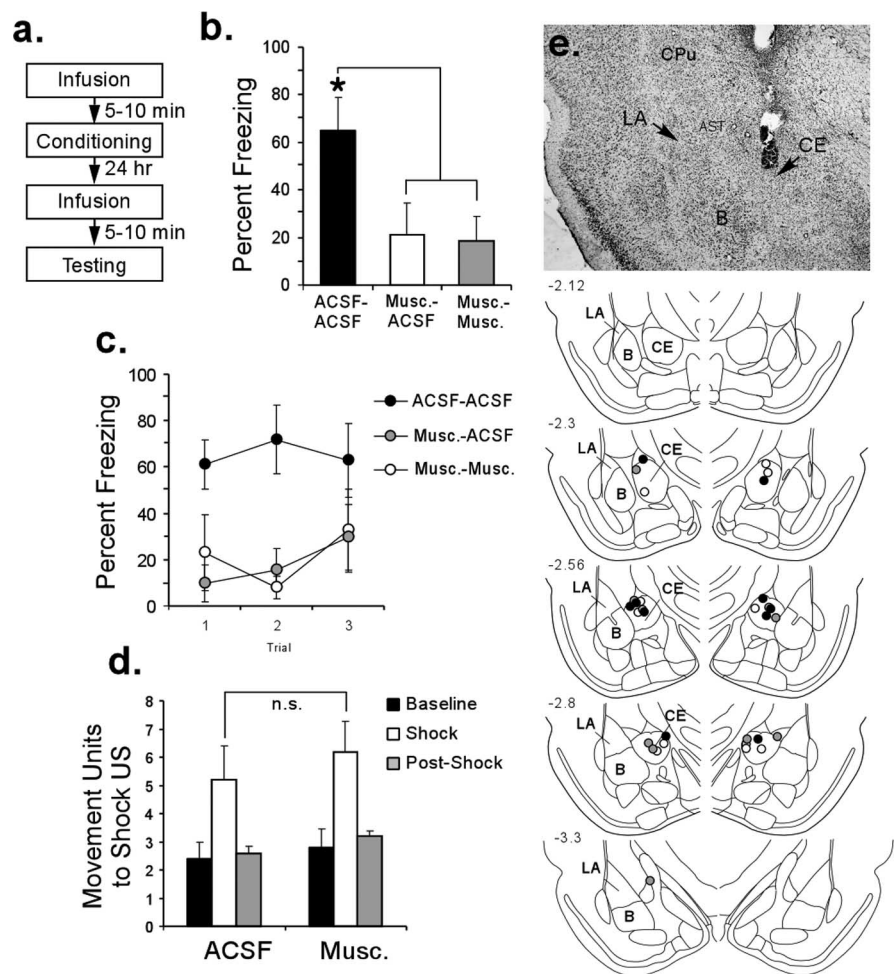 a.
Infusion
5-10 min
Conditioning
24 hr
Infusion
5-10 min
Testing
b.
Percent Freezing
100
80
60
40
20
0
*
ACSF-
ACSF
Musc.-
ACSF
Musc.-
Musc.
c.
Percent Freezing
100
80
60
40
20
0
1 2 3
Trial
ACSF-ACSF
Musc.-ACSF
Musc.-Musc.
d.
Movement Units
to Shock US
8
7
6
5
4
3
2
1
0
n.s.
Baseline
Shock
Post-Shock
ACSF Musc.
e.
CPu
LA
AST
CE
B
-2.12
LA
B
CE
-2.3
LA
CE
B
-2.56
LA
CE
B
-2.8
LA
CE
B
-3.3
LA
B